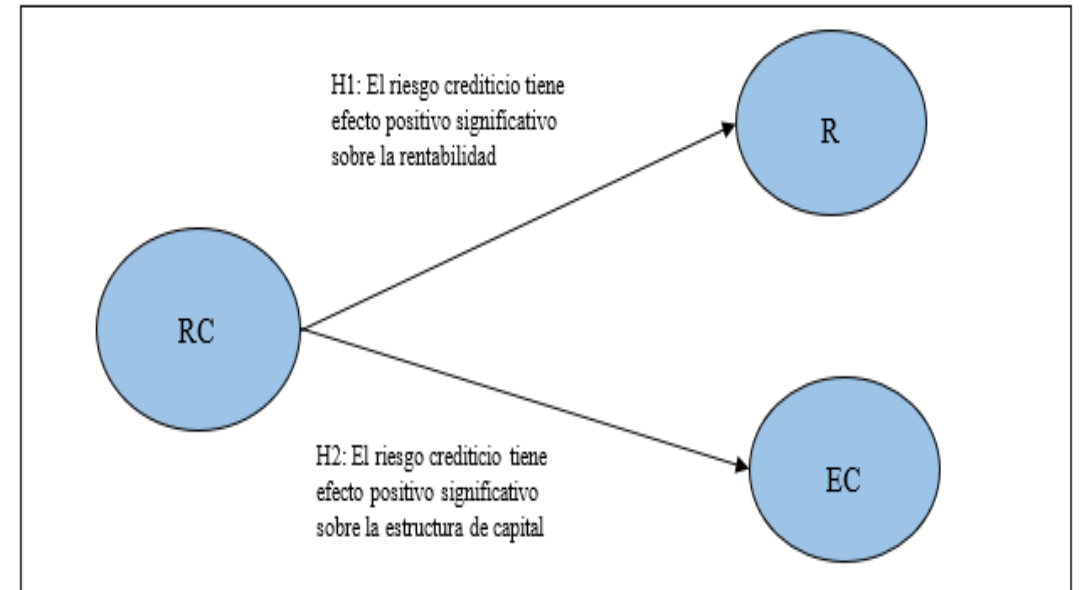 H1: El riesgo crediticio tiene
efecto positivo significativo
sobre la rentabilidad
R
RC
H2: El riesgo crediticio tiene
efecto positivo significativo
sobre la estructura de capital
EC